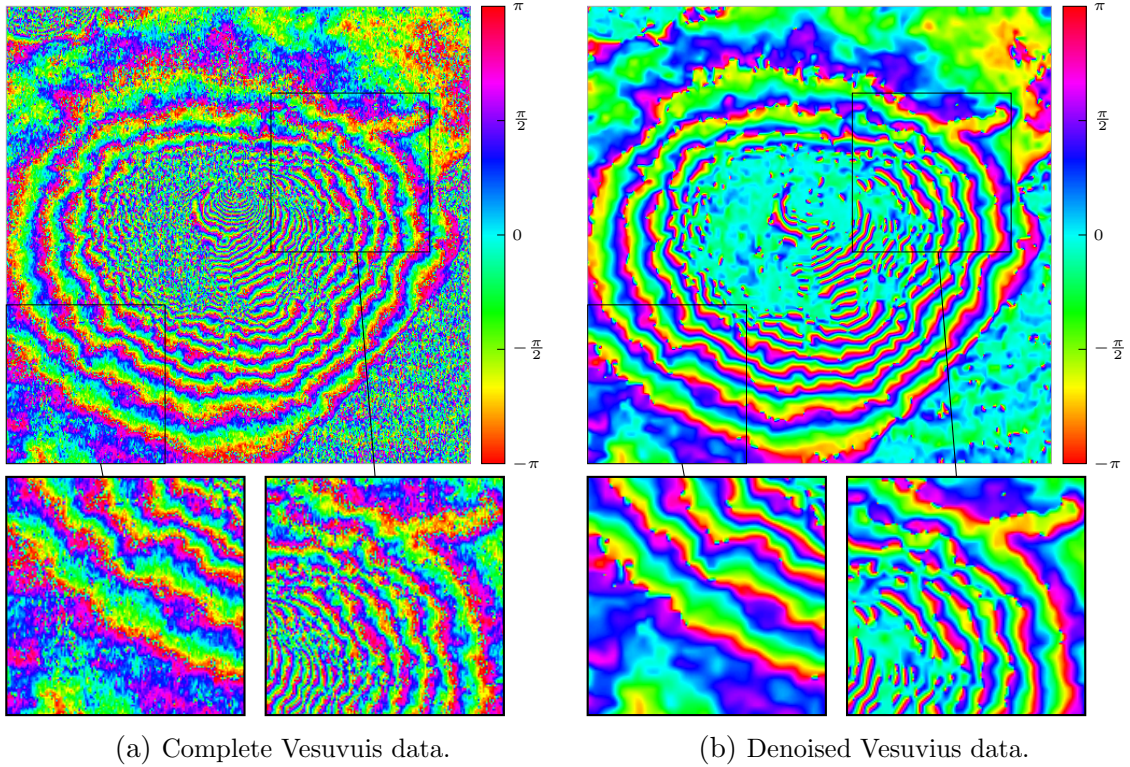 π
π/2
0
−π/2
−π
π
π/2
0
−π/2
−π
(a) Complete Vesuvuis data.
(b) Denoised Vesuvius data.